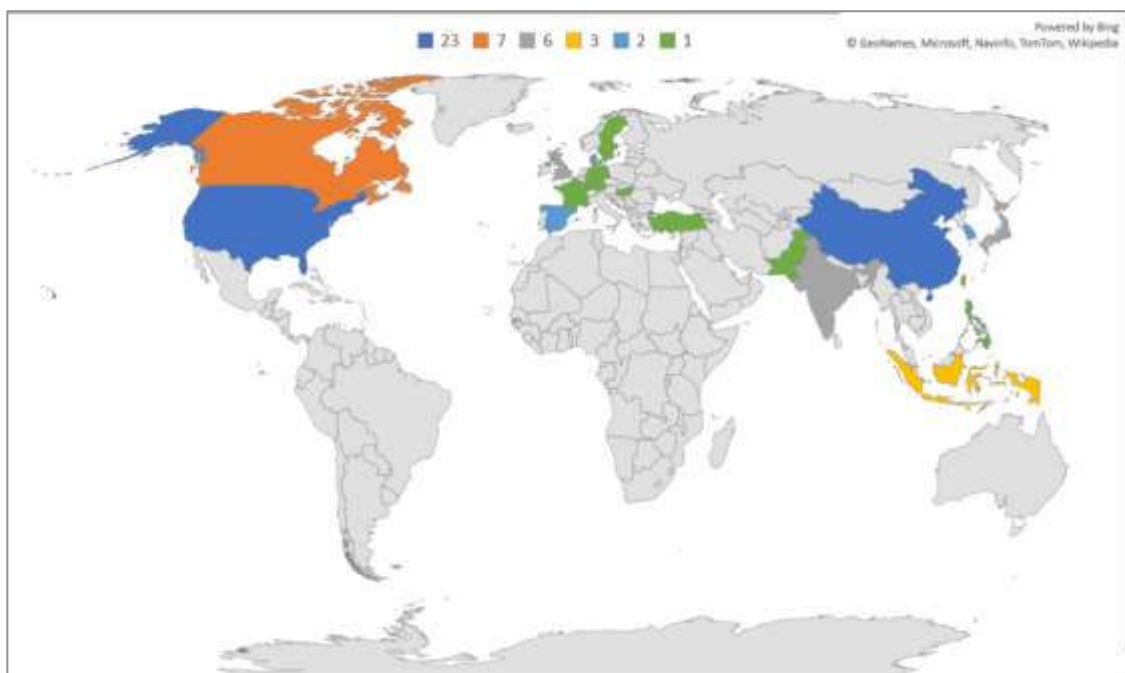 Powered by Bing
© GeoNames, Microsoft, Navinfo, TomTom, Wikipedia
23 7 6 3 2 1